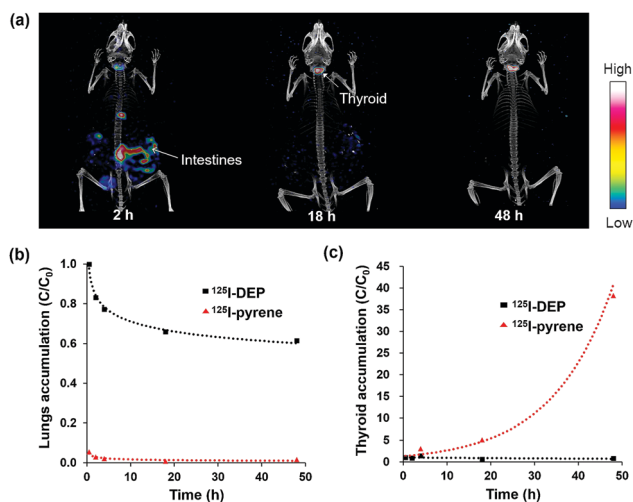 (a)
High
Thyroid
Intestines
2 h
18 h
48 h
Low
(b)
Lungs accumulation (C/C₀)
1.0
0.8
0.6
0.4
0.2
0.0
¹²⁵I-DEP
¹²⁵I-pyrene
0 10 20 30 40 50
Time (h)
(c)
Thyroid accumulation (C/C₀)
45
40
35
30
25
20
15
10
5
0
¹²⁵I-DEP
¹²⁵I-pyrene
0 10 20 30 40 50
Time (h)